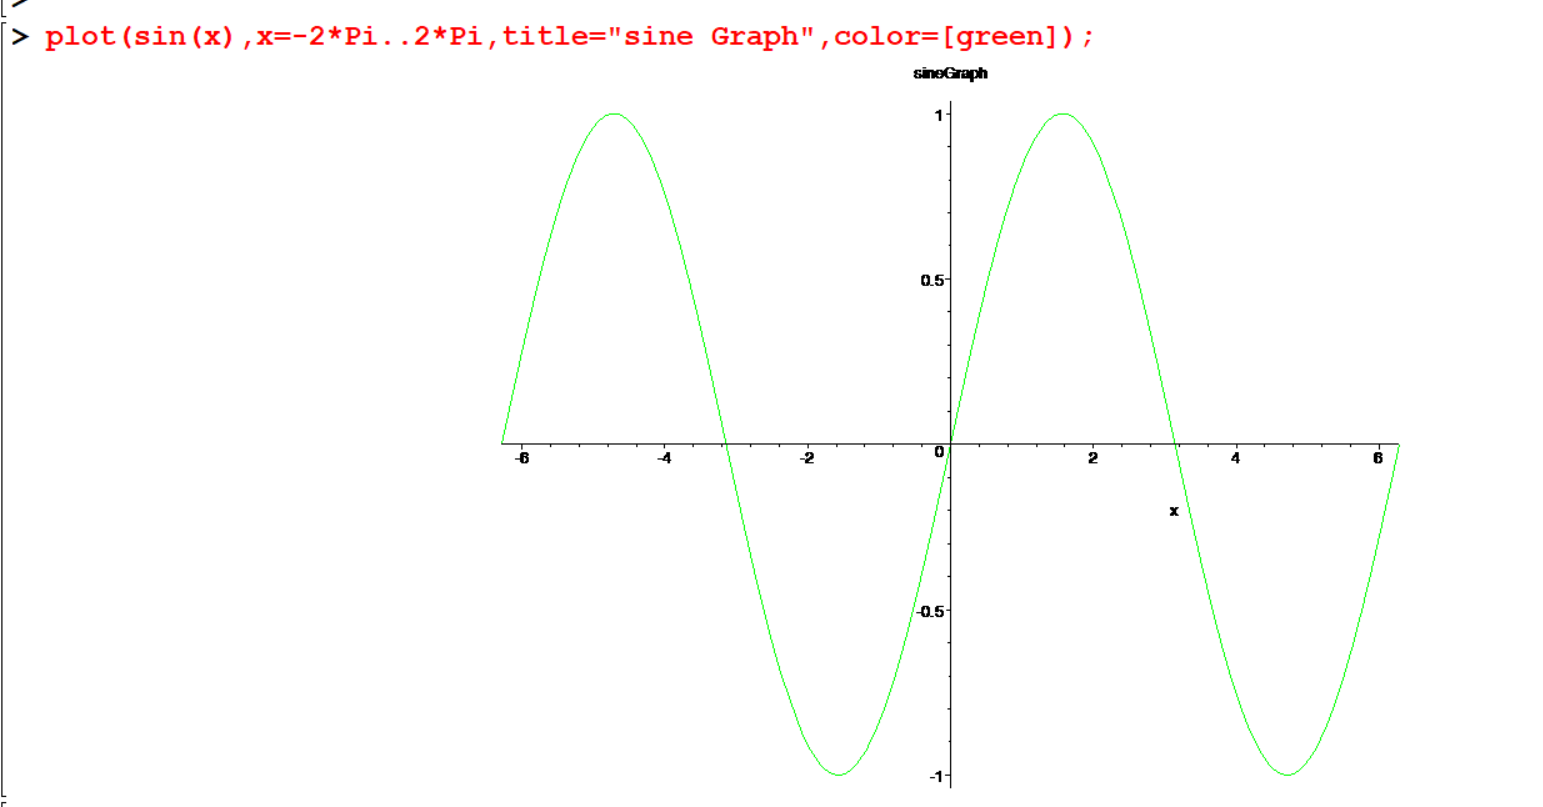 > plot(sin(x),x=-2*Pi..2*Pi,title="sine Graph",color=[green]);
sineGraph
1
0.5
0
-6 -4 -2 2 4 6
x
-0.5
-1